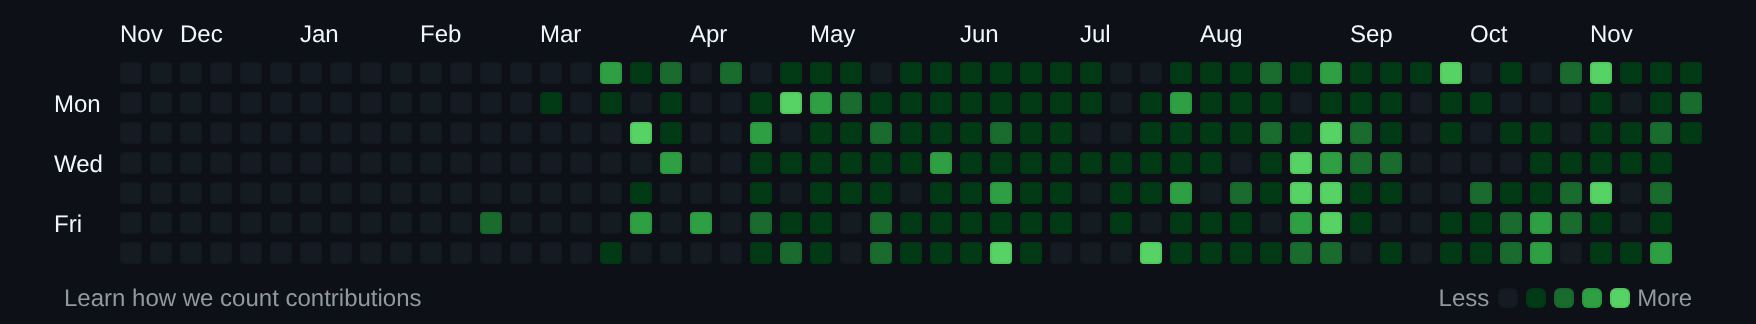 Nov Dec Jan Feb Mar Apr May Jun Jul Aug Sep Oct Nov
Mon
Wed
Fri
Learn how we count contributions
Less More